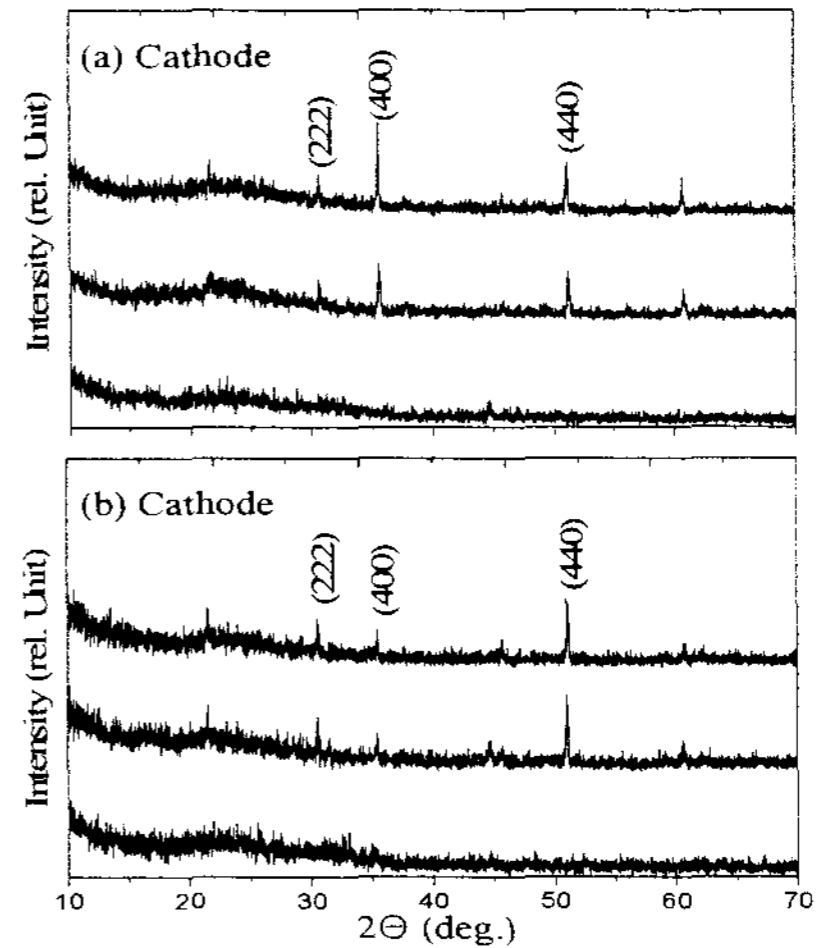 (a) Cathode
(222)
(400)
(440)
Intensity (rel. Unit)
(b) Cathode
(222)
(400)
(440)
Intensity (rel. Unit)
10 20 30 40 50 60 70
2Θ (deg.)